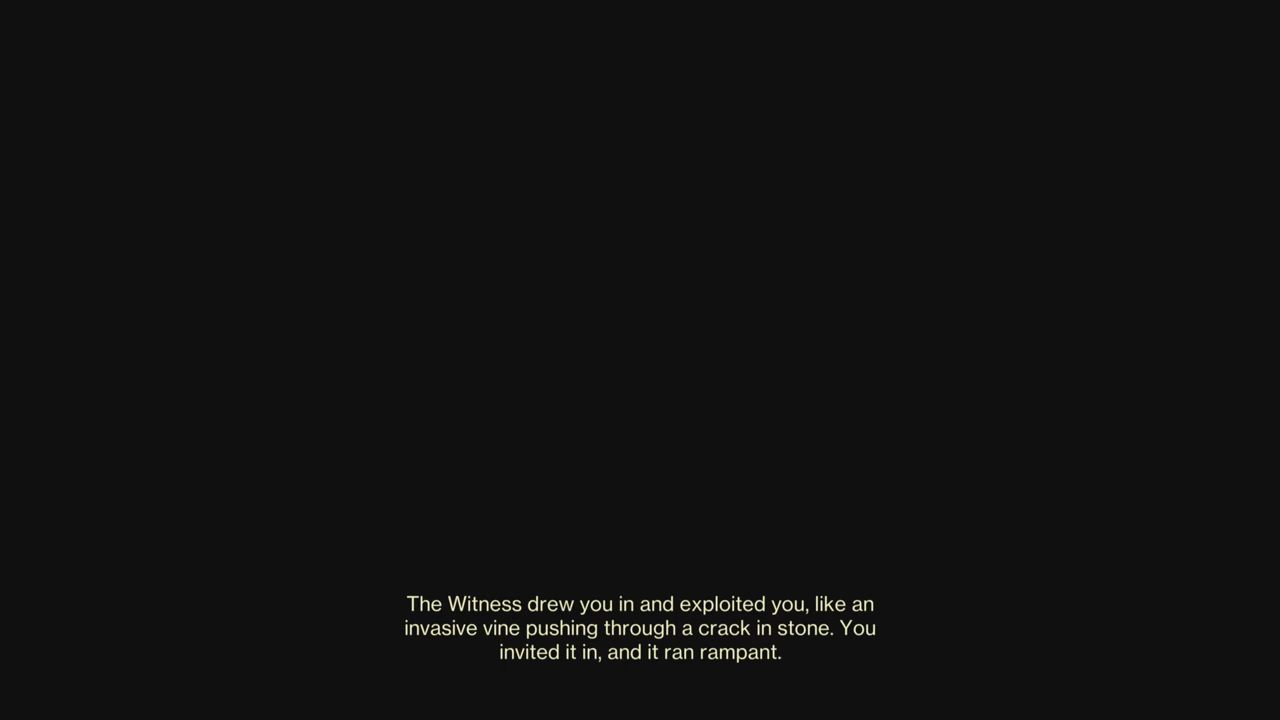 The Witness drew you in and exploited you, like an
invasive vine pushing through a crack in stone. You
invited it in, and it ran rampant.